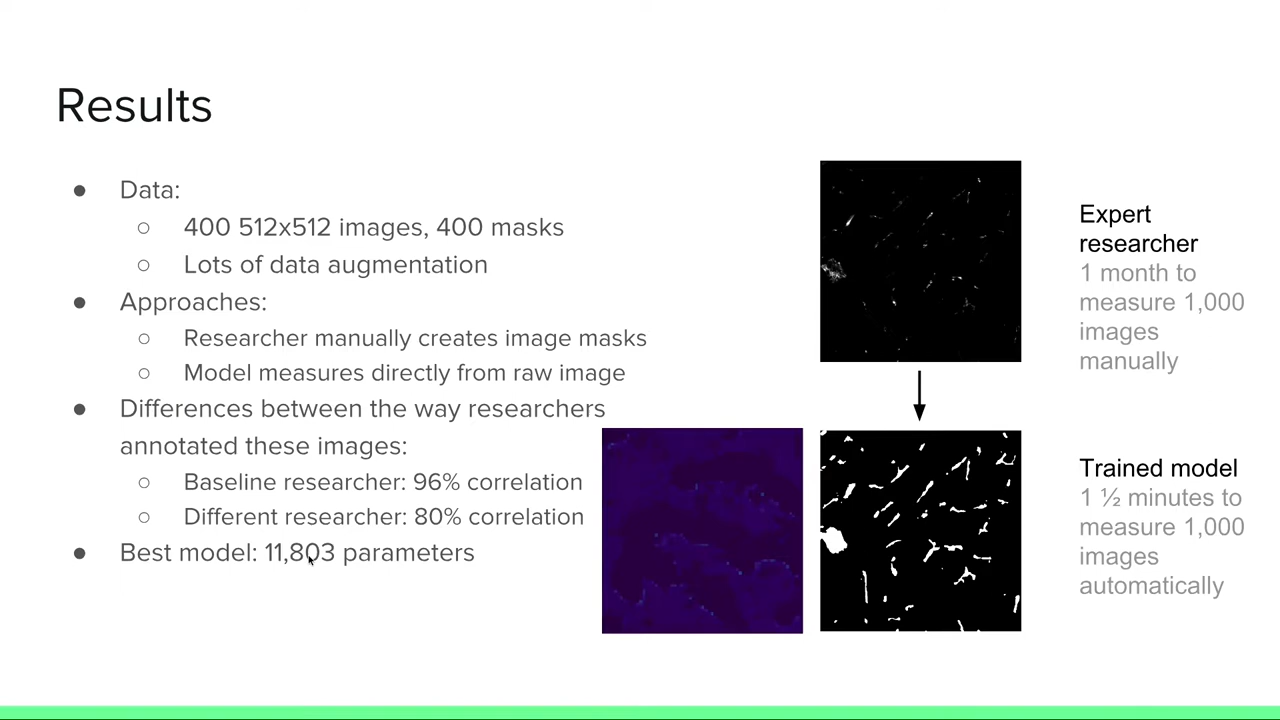 Results
● Data:
○ 400 512x512 images, 400 masks
○ Lots of data augmentation
● Approaches:
○ Researcher manually creates image masks
○ Model measures directly from raw image
● Differences between the way researchers
annotated these images:
○ Baseline researcher: 96% correlation
○ Different researcher: 80% correlation
● Best model: 11,803 parameters
Expert
researcher
1 month to
measure 1,000
images
manually
Trained model
1 ½ minutes to
measure 1,000
images
automatically